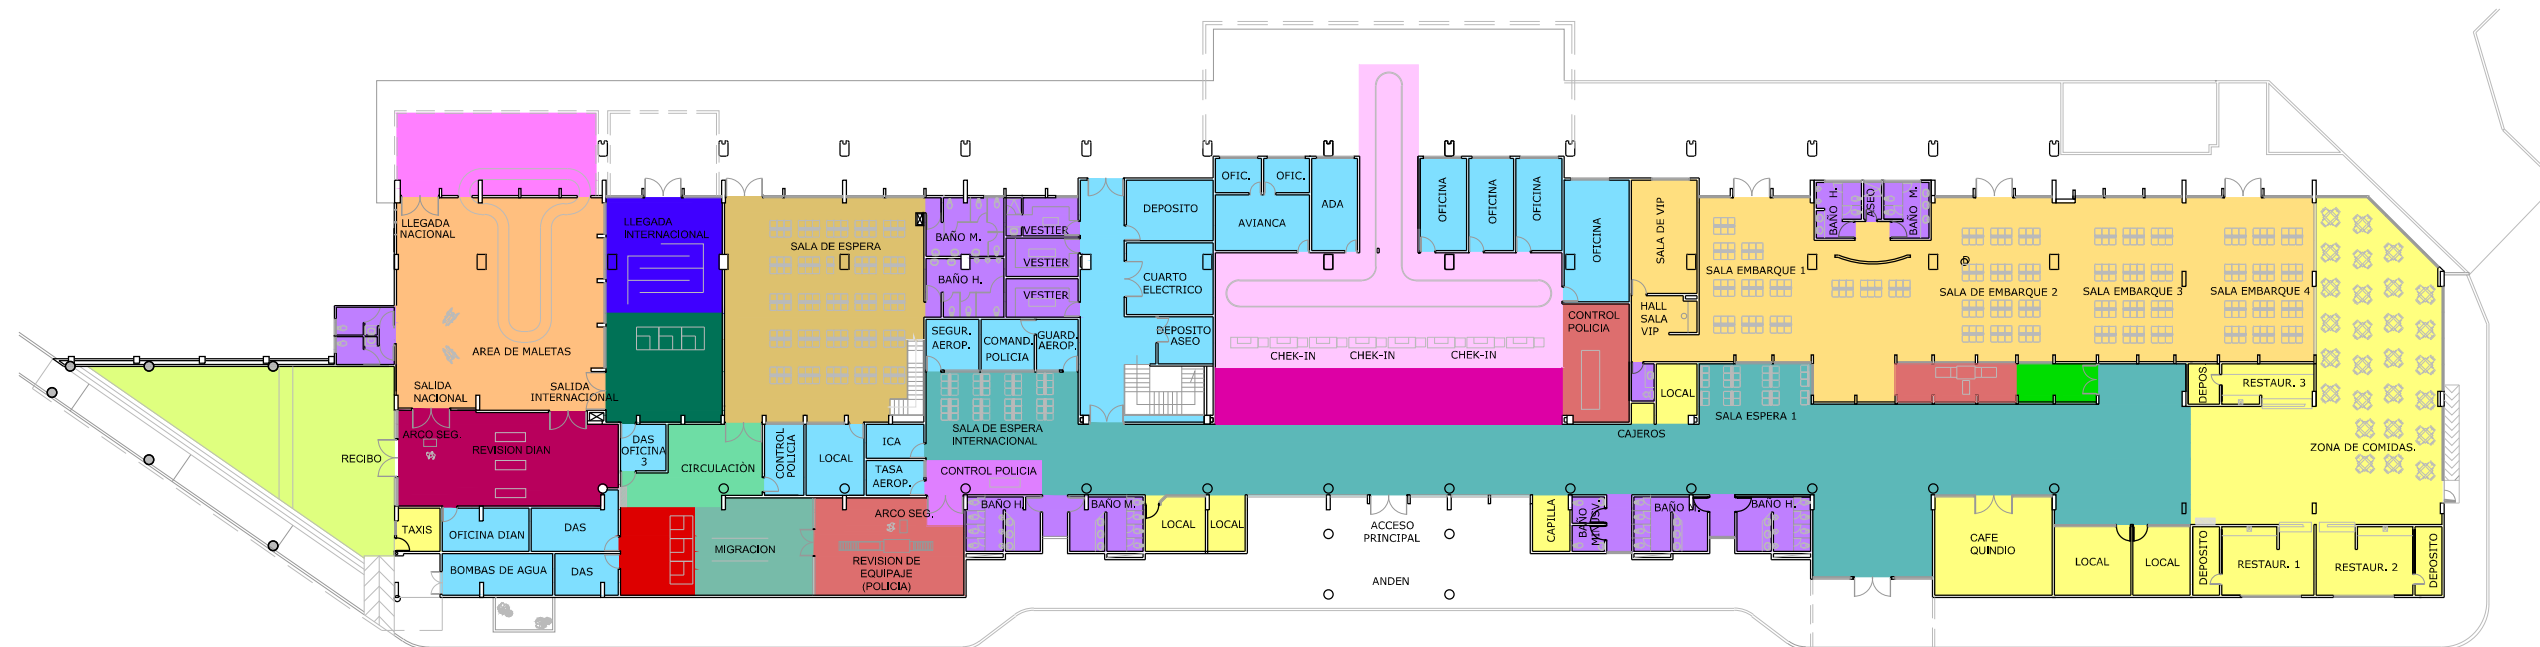 LLEGADA
NACIONAL
AREA DE MALETAS
SALIDA
NACIONAL
SALIDA
INTERNACIONAL
LLEGADA
INTERNACIONAL
SALA DE ESPERA
BAÑO M.
BAÑO H.
VESTIER
VESTIER
VESTIER
SEGUR.
AEROP.
COMAND.
POLICIA
GUARD.
AEROP.
DEPOSITO
CUARTO
ELECTRICO
DEPOSITO
ASEO
OFIC.
OFIC.
AVIANCA
ADA
OFICINA
OFICINA
OFICINA
OFICINA
CHEK-IN
CHEK-IN
CHEK-IN
CONTROL
POLICIA
SALA DE VIP
HALL
SALA
VIP
SALA EMBARQUE 1
BAÑO H.
ASEO
BAÑO M.
SALA DE EMBARQUE 2
SALA EMBARQUE 3
SALA EMBARQUE 4
LOCAL
CAJEROS
SALA ESPERA 1
DEPOS.
RESTAUR. 3
ZONA DE COMIDAS.
RECIBO
ARCO SEG.
REVISION DIAN
DAS
OFICINA
3
CIRCULACIÒN
CONTROL
POLICIA
LOCAL
ICA
TASA
AEROP.
SALA DE ESPERA
INTERNACIONAL
CONTROL POLICIA
TAXIS
OFICINA DIAN
DAS
BOMBAS DE AGUA
DAS
MIGRACION
ARCO SEG.
REVISION DE
EQUIPAJE
(POLICIA)
BAÑO H.
BAÑO M.
LOCAL
LOCAL
ACCESO
PRINCIPAL
ANDEN
CAPILLA
BAÑO
MINUSV.
BAÑO M.
BAÑO H.
CAFE
QUINDIO
LOCAL
LOCAL
DEPOSITO
RESTAUR. 1
RESTAUR. 2
DEPOSITO